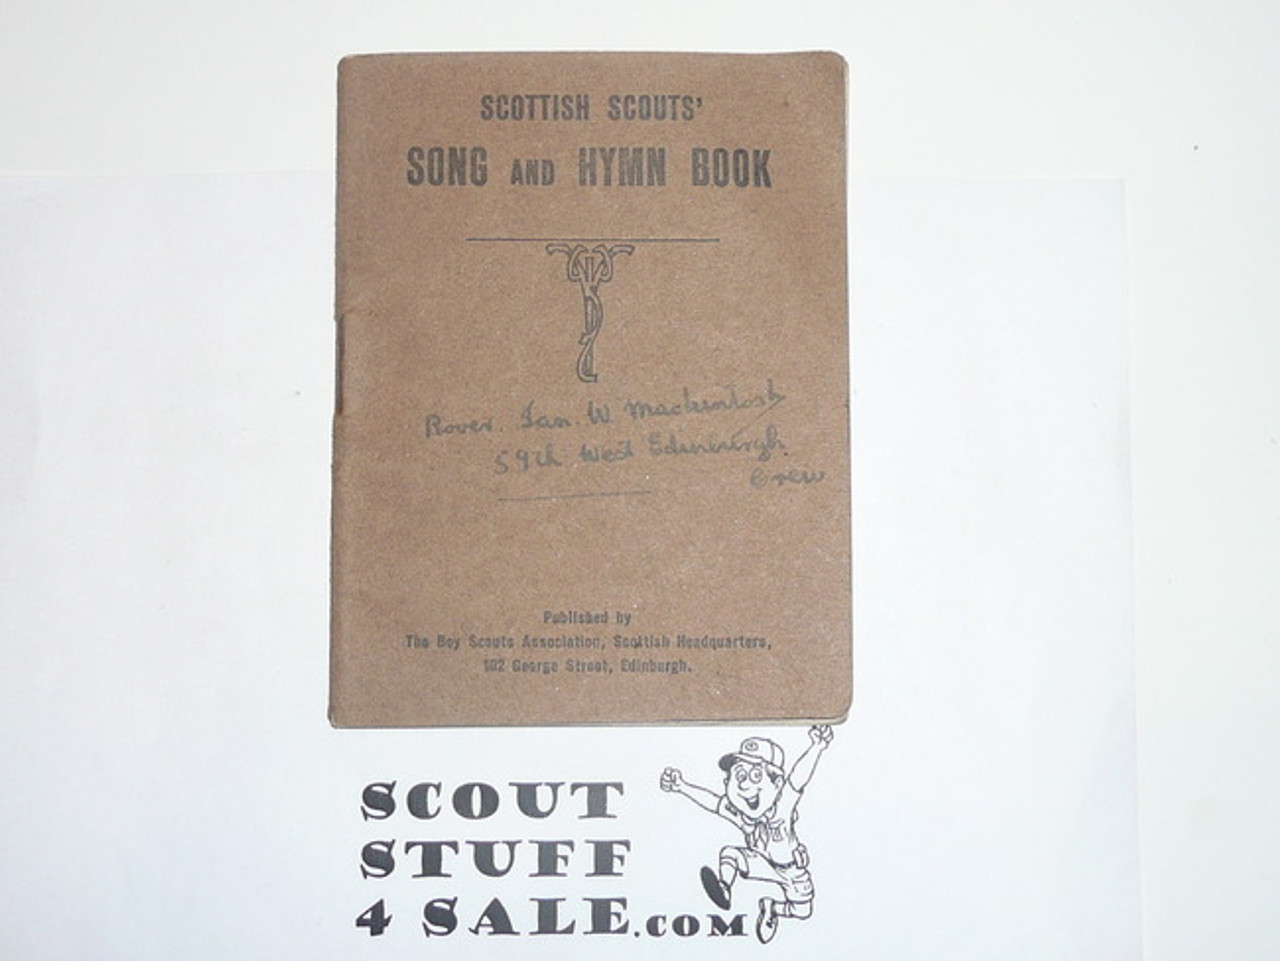 SCOTTISH SCOUTS'
SONG AND HYMN BOOK
Rover. Ian. W. Mackintosh
59th West Edinburgh.
Crew
Published by
The Boy Scouts Association, Scottish Headquarters,
102 George Street, Edinburgh.
SCOUT
STUFF
4 SALE.COM